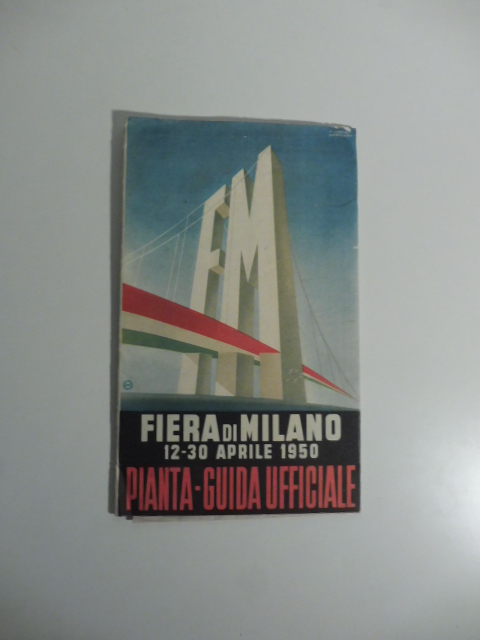 FM
FIERA DI MILANO
12-30 APRILE 1950
PIANTA-GUIDA UFFICIALE